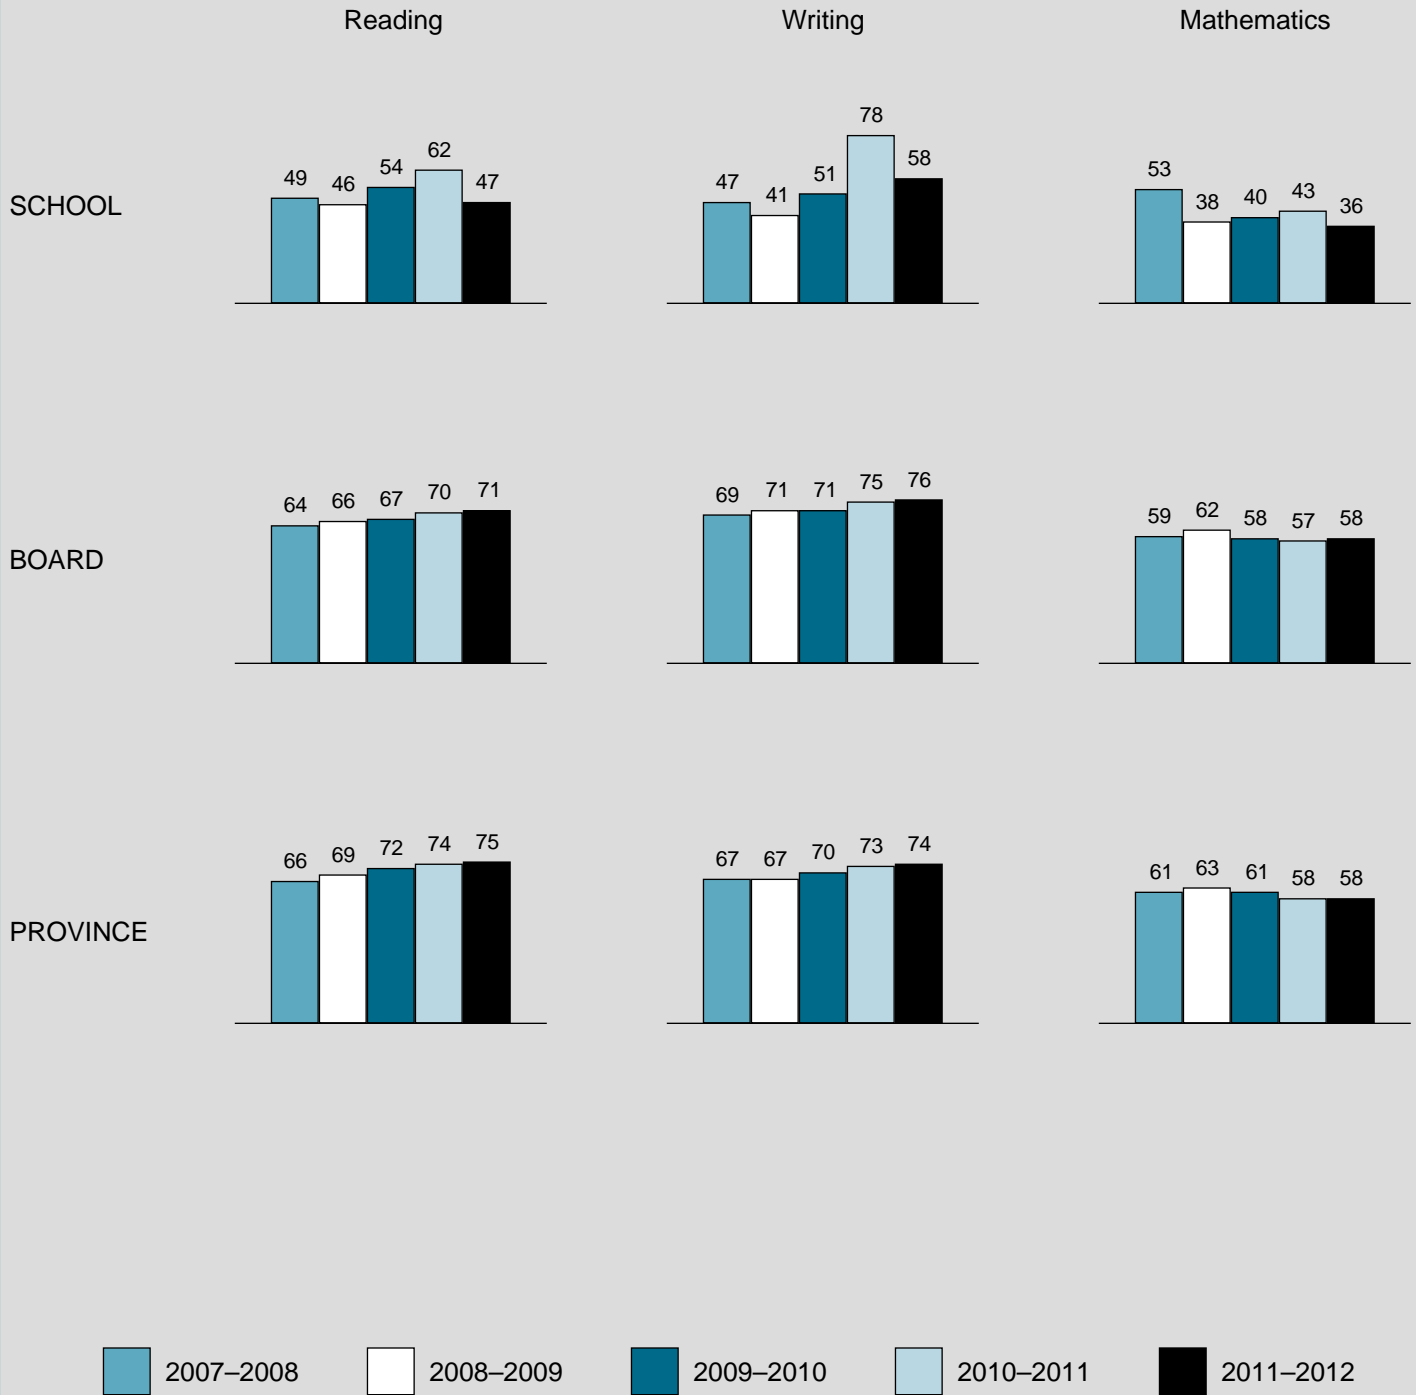 Reading Writing Mathematics
SCHOOL
49 46 54 62 47
47 41 51 78 58
53 38 40 43 36
BOARD
64 66 67 70 71
69 71 71 75 76
59 62 58 57 58
PROVINCE
66 69 72 74 75
67 67 70 73 74
61 63 61 58 58
2007–2008 2008–2009 2009–2010 2010–2011 2011–2012